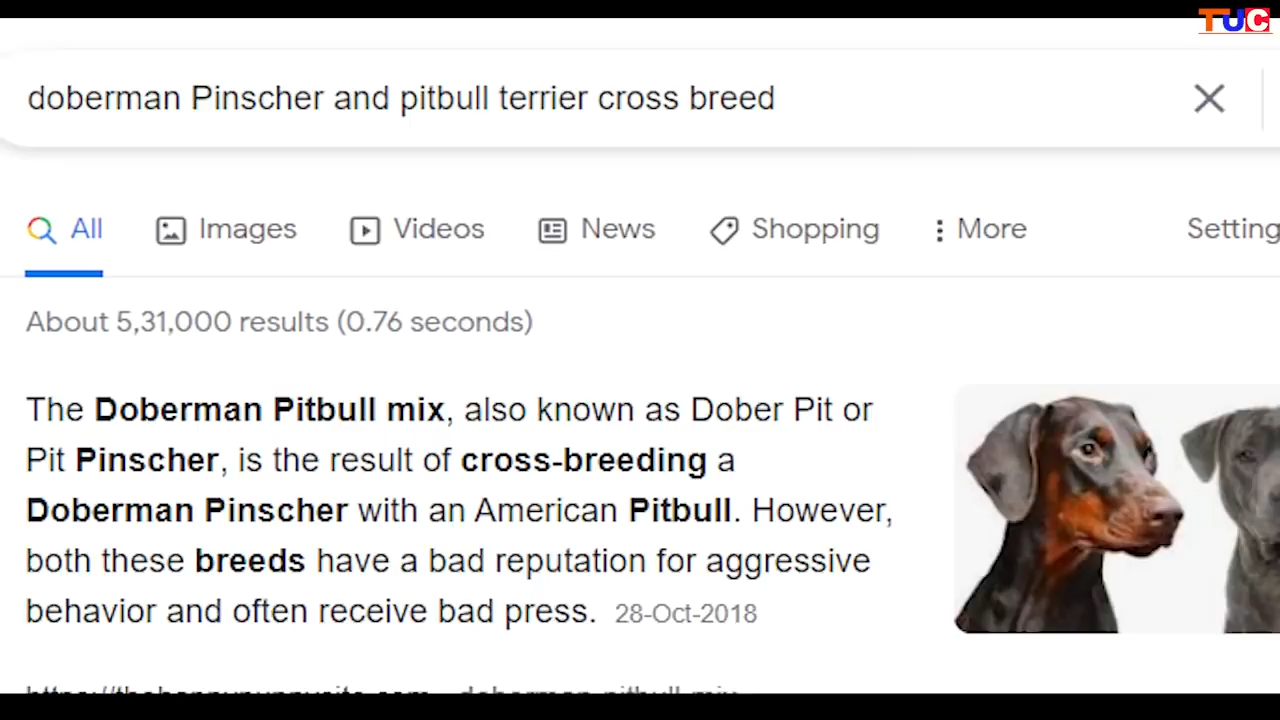 TUC
doberman Pinscher and pitbull terrier cross breed
All Images Videos News Shopping More Setting
About 5,31,000 results (0.76 seconds)
The Doberman Pitbull mix, also known as Dober Pit or
Pit Pinscher, is the result of cross-breeding a
Doberman Pinscher with an American Pitbull. However,
both these breeds have a bad reputation for aggressive
behavior and often receive bad press. 28-Oct-2018